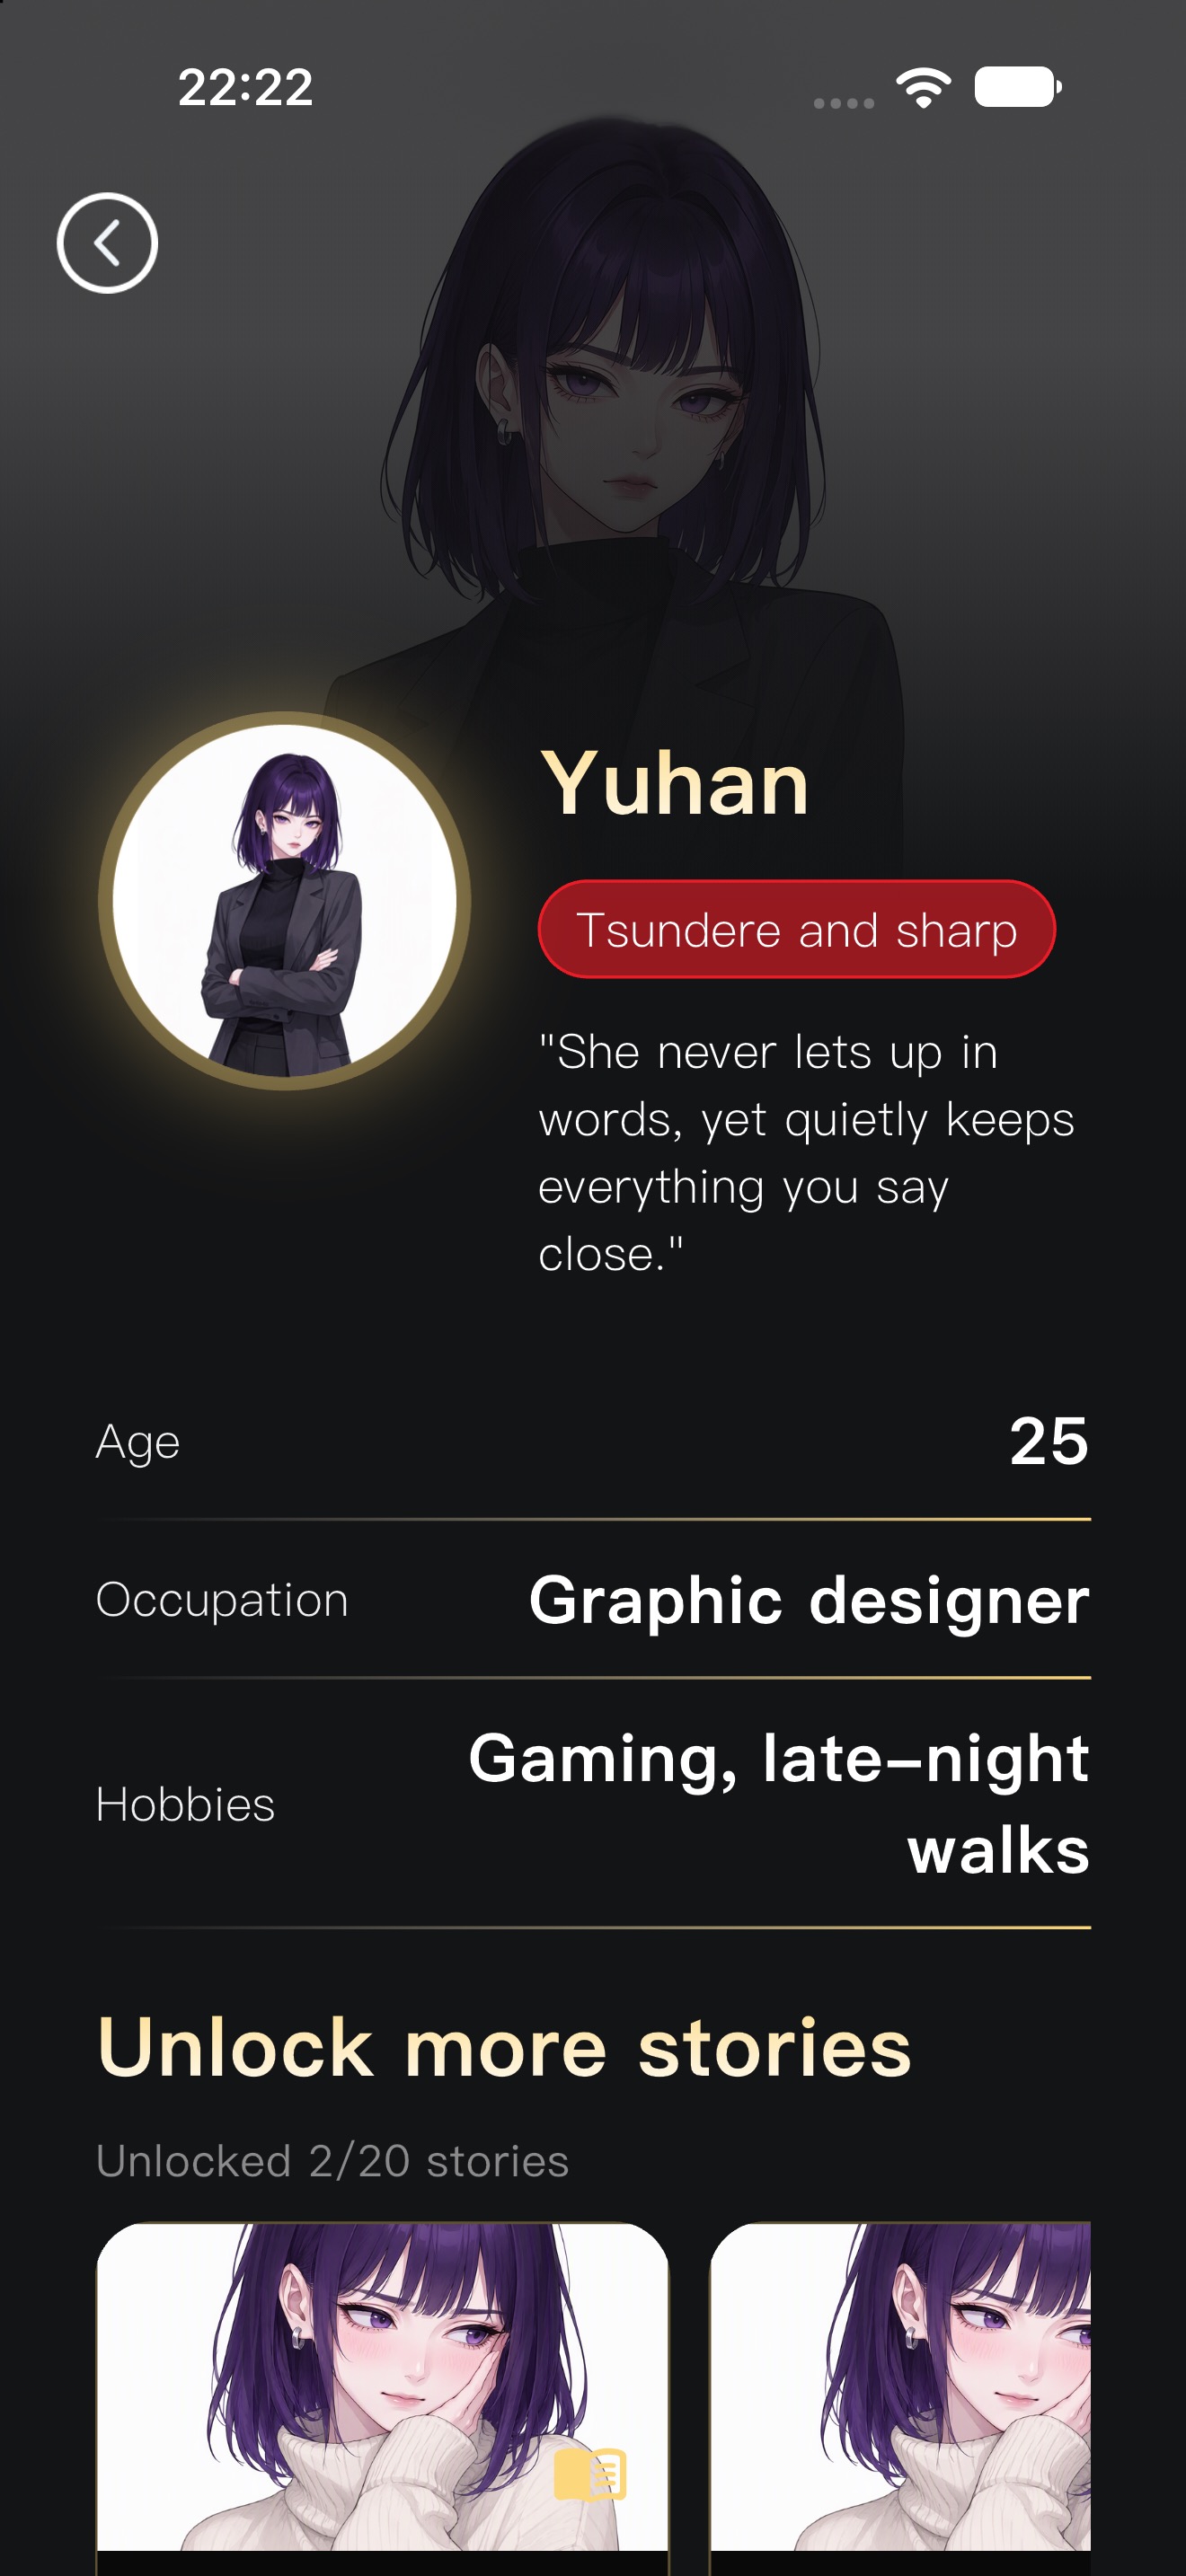 22:22
Yuhan
Tsundere and sharp
"She never lets up in
words, yet quietly keeps
everything you say
close."
Age
25
Occupation
Graphic designer
Hobbies
Gaming, late-night
walks
Unlock more stories
Unlocked 2/20 stories